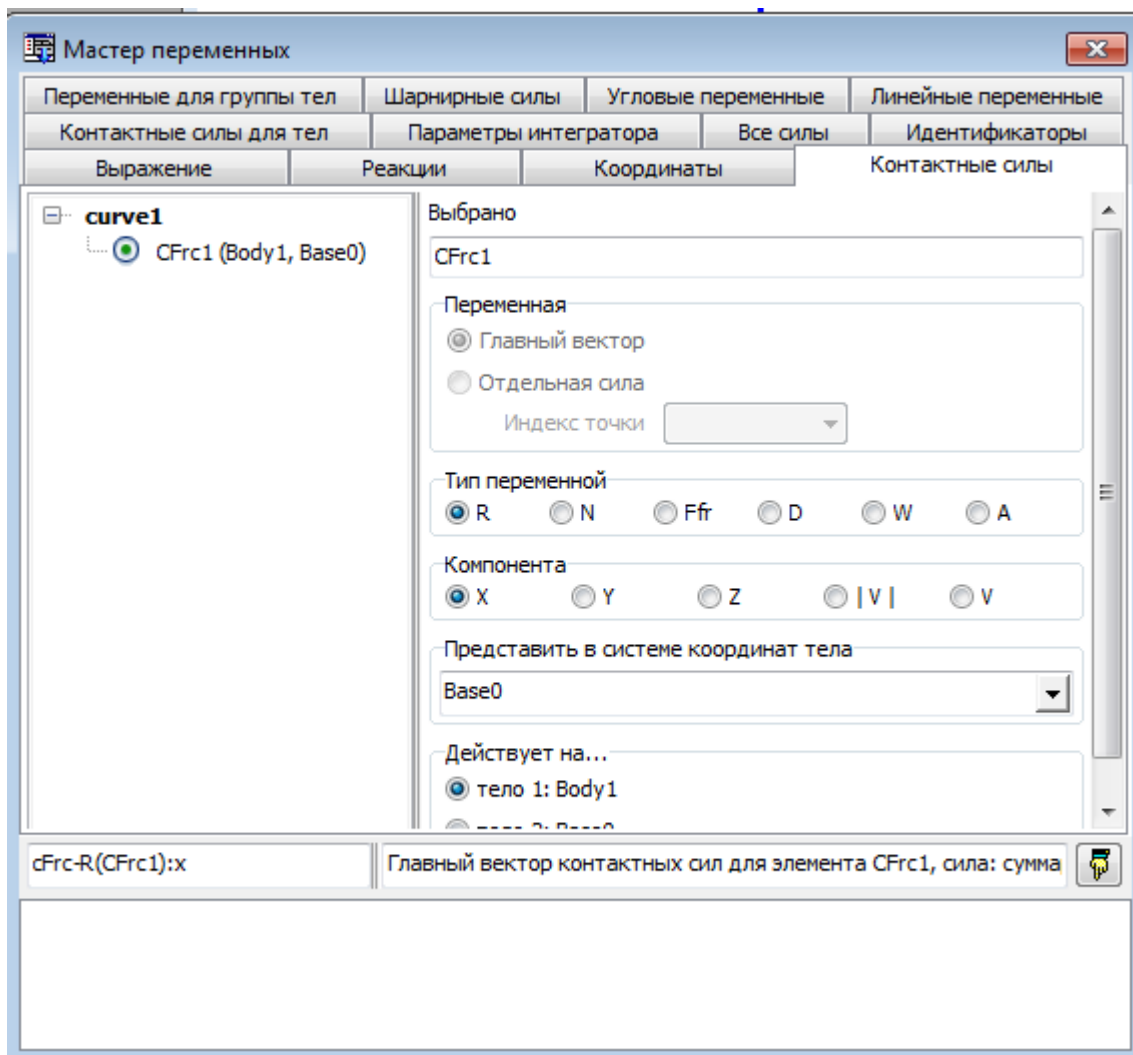 Мастер переменных
Переменные для группы тел Шарнирные силы Угловые переменные Линейные переменные
Контактные силы для тел Параметры интегратора Все силы Идентификаторы
Выражение Реакции Координаты Контактные силы
curve1
CFrc1 (Body1, Base0)
Выбрано
CFrc1
Переменная
Главный вектор
Отдельная сила
Индекс точки
Тип переменной
R N Ffr D W A
Компонента
X Y Z | V | V
Представить в системе координат тела
Base0
Действует на...
тело 1: Body1
cFrc-R(CFrc1):x Главный вектор контактных сил для элемента CFrc1, сила: сумма